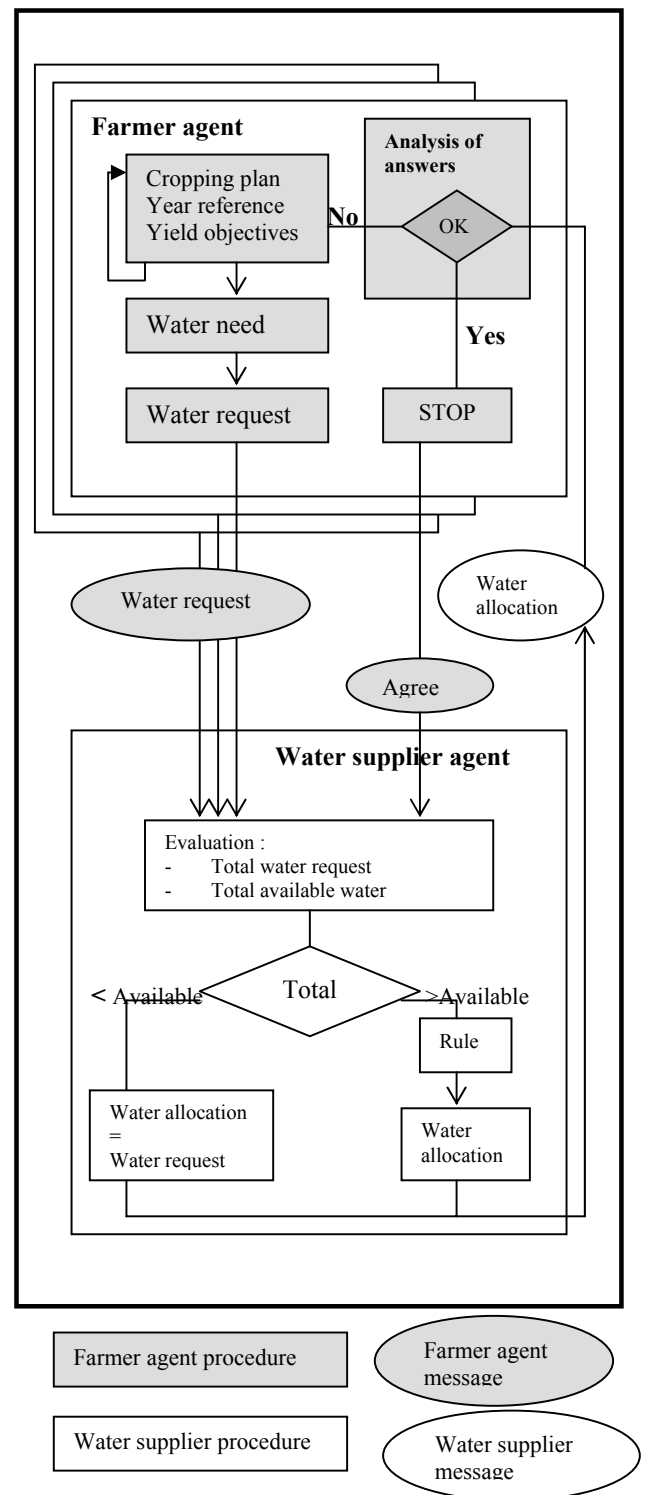 Farmer agent
Analysis of
answers
Cropping plan
Year reference
Yield objectives
No
OK
Water need
Yes
Water request
STOP
Water request
Water
allocation
Agree
Water supplier agent
Evaluation :
- Total water request
- Total available water
< Available
Total
>Available
Rule
Water allocation
=
Water request
Water
allocation
Farmer agent procedure
Farmer agent
message
Water supplier procedure
Water supplier
message